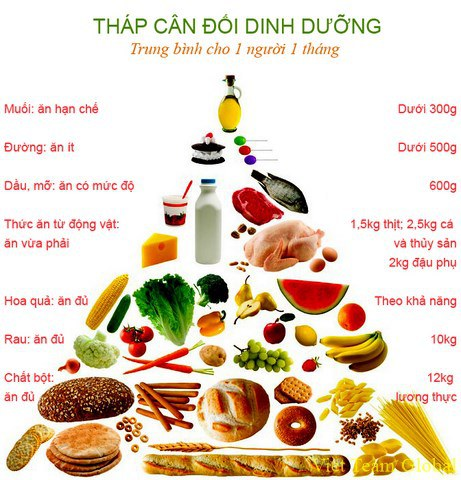 THÁP CÂN ĐỐI DINH DƯỠNG
Trung bình cho 1 người 1 tháng
Muối: ăn hạn chế
Dưới 300g
Đường: ăn ít
Dưới 500g
Dầu, mỡ: ăn có mức độ
600g
Thức ăn từ động vật:
ăn vừa phải
1,5kg thịt; 2,5kg cá
và thủy sản
2kg đậu phụ
Hoa quả: ăn đủ
Theo khả năng
Rau: ăn đủ
10kg
Chất bột:
ăn đủ
12kg
lương thực
Viet Team Global